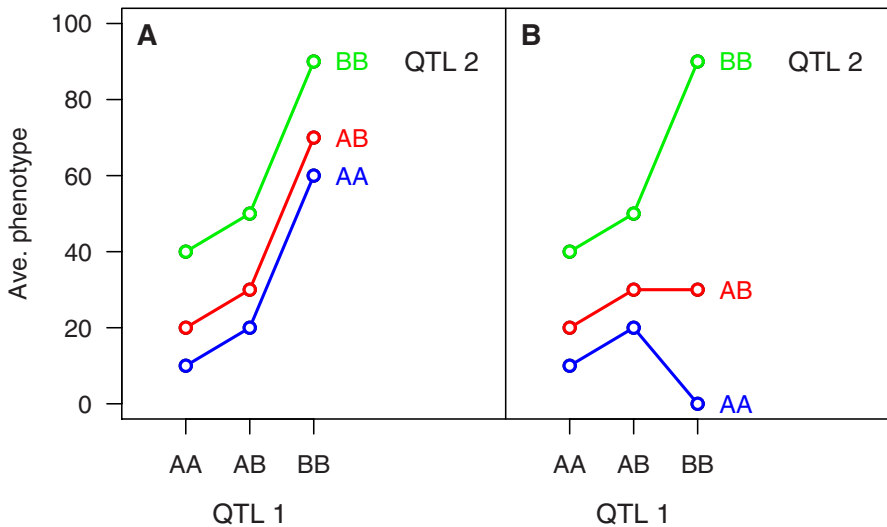 Ave. phenotype
100
80
60
40
20
0
A
BB
QTL 2
AB
AA
AA AB BB
QTL 1
B
BB
QTL 2
AB
AA
AA AB BB
QTL 1